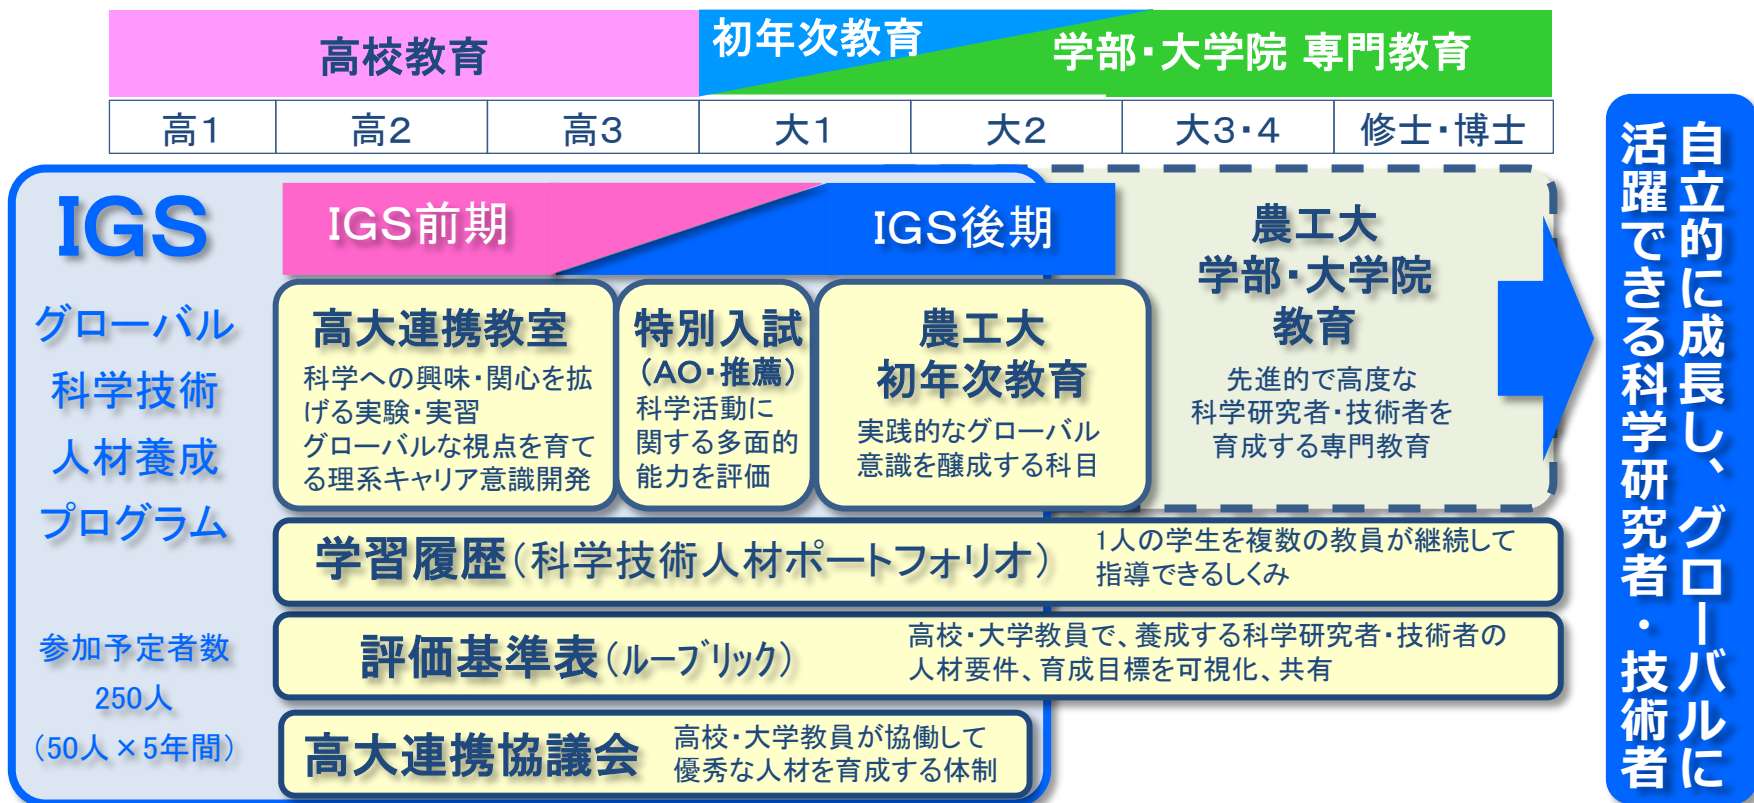 高校教育
初年次教育
学部・大学院 専門教育
高1
高2
高3
大1
大2
大3・4
修士・博士
IGS
グローバル
科学技術
人材養成
プログラム
参加予定者数
250人
（50人×5年間）
IGS前期
IGS後期
高大連携教室
科学への興味・関心を拡
げる実験・実習
グローバルな視点を育て
る理系キャリア意識開発
特別入試
（AO・推薦）
科学活動に
関する多面的
能力を評価
農工大
初年次教育
実践的なグローバル
意識を醸成する科目
農工大
学部・大学院
教育
先進的で高度な
科学研究者・技術者を
育成する専門教育
学習履歴（科学技術人材ポートフォリオ）
1人の学生を複数の教員が継続して
指導できるしくみ
評価基準表（ルーブリック）
高校・大学教員で、養成する科学研究者・技術者の
人材要件、育成目標を可視化、共有
高大連携協議会
高校・大学教員が協働して
優秀な人材を育成する体制
自立的に成長し、グローバルに
活躍できる科学研究者・技術者